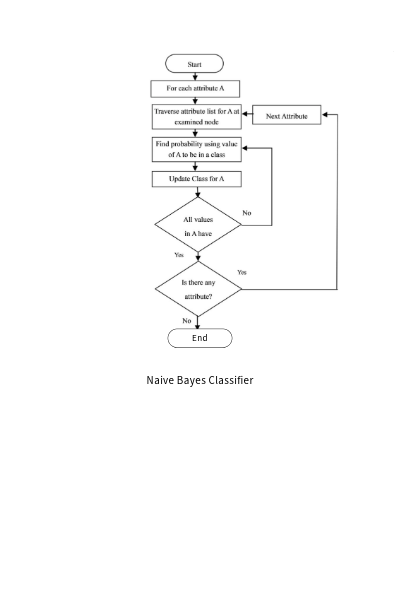 Start
For each attribute A
Traverse attribute list for A at
examined node
Next Attribute
Find probability using value
of A to be in a class
Update Class for A
All values
in A have
No
Yes
Is there any
attribute?
Yes
No
End
Naive Bayes Classifier